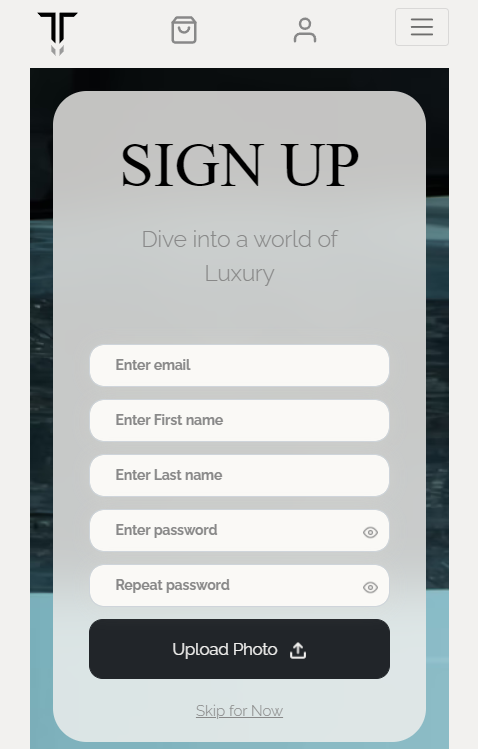 SIGN UP
Dive into a world of
Luxury
Enter email
Enter First name
Enter Last name
Enter password
Repeat password
Upload Photo
Skip for Now